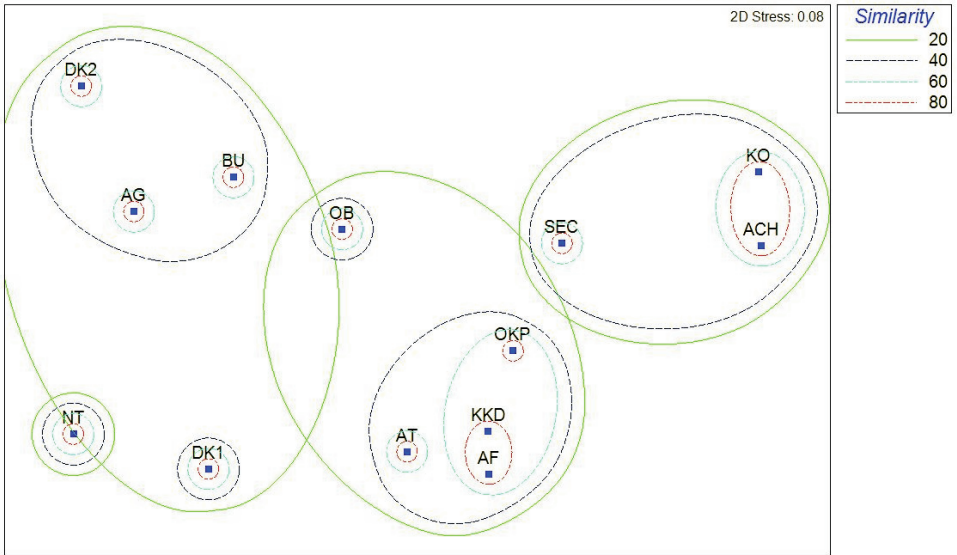 2D Stress: 0.08
Similarity
20
40
60
80
DK2
BU
AG
OB
KO
SEC
ACH
OKP
NT
KKD
AT
DK1
AF